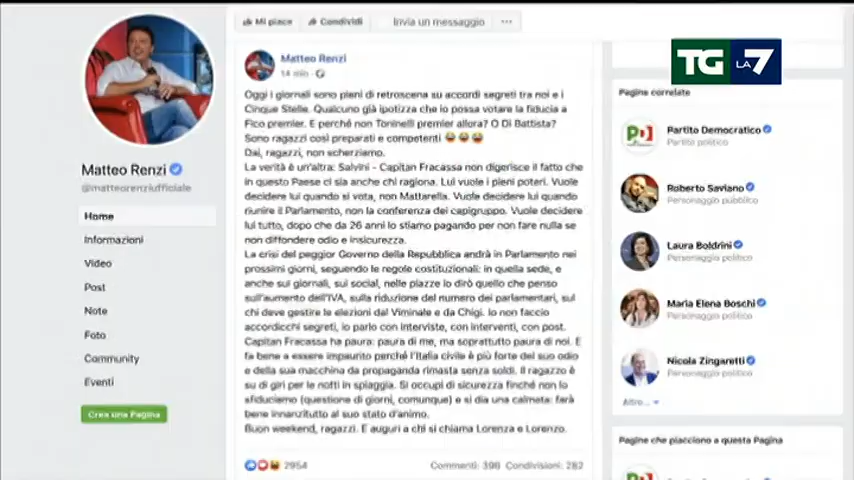 Mi piace
Condividi
Invia un messaggio
TG LA 7
Matteo Renzi
14 min
Oggi i giornali sono pieni di retroscena su accordi segreti tra noi e i
Cinque Stelle. Qualcuno già ipotizza che io possa votare la fiducia a
Fico premier. E perché non Toninelli premier allora? O Di Battista?
Sono ragazzi così preparati e competenti 😂😂😂
Dai, ragazzi, non scherziamo.
La verità è un'altra: Salvini - Capitan Fracassa non digerisce il fatto che
in questo Paese ci sia anche chi ragiona. Lui vuole i pieni poteri. Vuole
decidere lui quando si vota, non Mattarella. Vuole decidere lui quando
riunire il Parlamento, non la conferenza dei capigruppo. Vuole decidere
lui tutto, dopo che da 26 anni lo stiamo pagando per non fare nulla se
non diffondere odio e insicurezza.
La crisi del peggior Governo della Repubblica andrà in Parlamento nei
prossimi giorni, seguendo le regole costituzionali: in quella sede, e
anche sui giornali, sui social, nelle piazze io dirò quello che penso
sull'aumento dell'IVA, sulla riduzione del numero dei parlamentari, sul
chi deve gestire le elezioni dal Viminale e da Chigi. Io non faccio
accordicchi segreti, io parlo con interviste, con interventi, con post.
Capitan Fracassa ha paura: paura di me, ma soprattutto paura di noi. E
fa bene a essere impaurito perché l'Italia civile è più forte del suo odio
e della sua macchina da propaganda rimasta senza soldi. Il ragazzo è
su di giri per le notti in spiaggia. Si occupi di sicurezza finché non lo
sfiduciamo (questione di giorni, comunque) e si dia una calmata: farà
bene innanzitutto al suo stato d'animo.
Buon weekend, ragazzi. E auguri a chi si chiama Lorenza e Lorenzo.
2954
Commenti: 396 Condivisioni: 282
Matteo Renzi
@matteorenziufficiale
Home
Informazioni
Video
Post
Note
Foto
Community
Eventi
Crea una Pagina
Pagine correlate
PD
Partito Democratico
Partito politico
Roberto Saviano
Personaggio pubblico
Laura Boldrini
Personaggio politico
Maria Elena Boschi
Personaggio politico
Nicola Zingaretti
Personaggio politico
Altro...
Pagine che piacciono a questa Pagina
PD